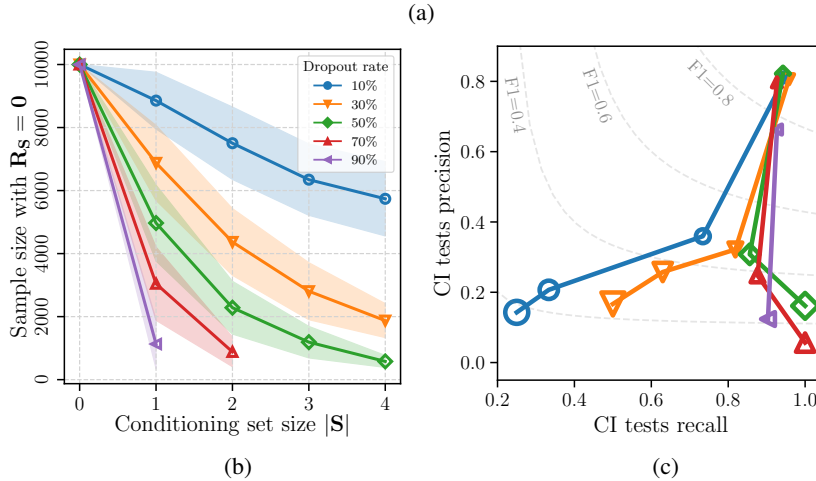 (a)
Sample size with R_S = 0
10000
8000
6000
4000
2000
0
0
1
2
3
4
Conditioning set size |S|
Dropout rate
10%
30%
50%
70%
90%
(b)
CI tests precision
0.8
0.6
0.4
0.2
0.0
0.2
0.4
0.6
0.8
1.0
CI tests recall
F1=0.4
F1=0.6
F1=0.8
(c)